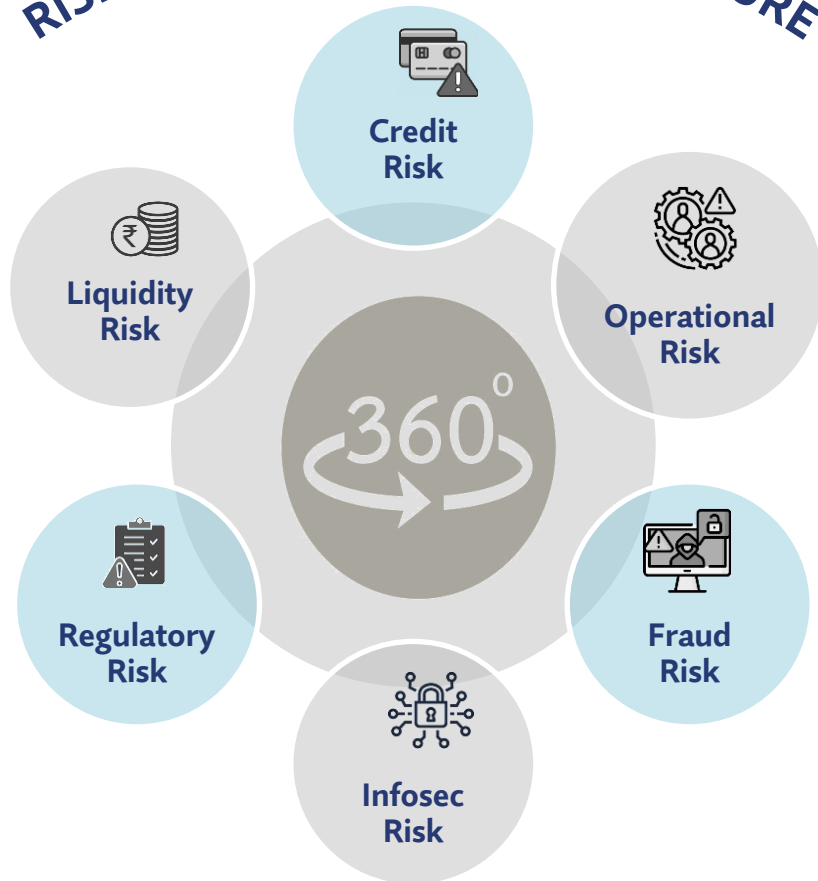 Credit
Risk
₹
Liquidity
Risk
Operational
Risk
360°
Regulatory
Risk
Fraud
Risk
Infosec
Risk